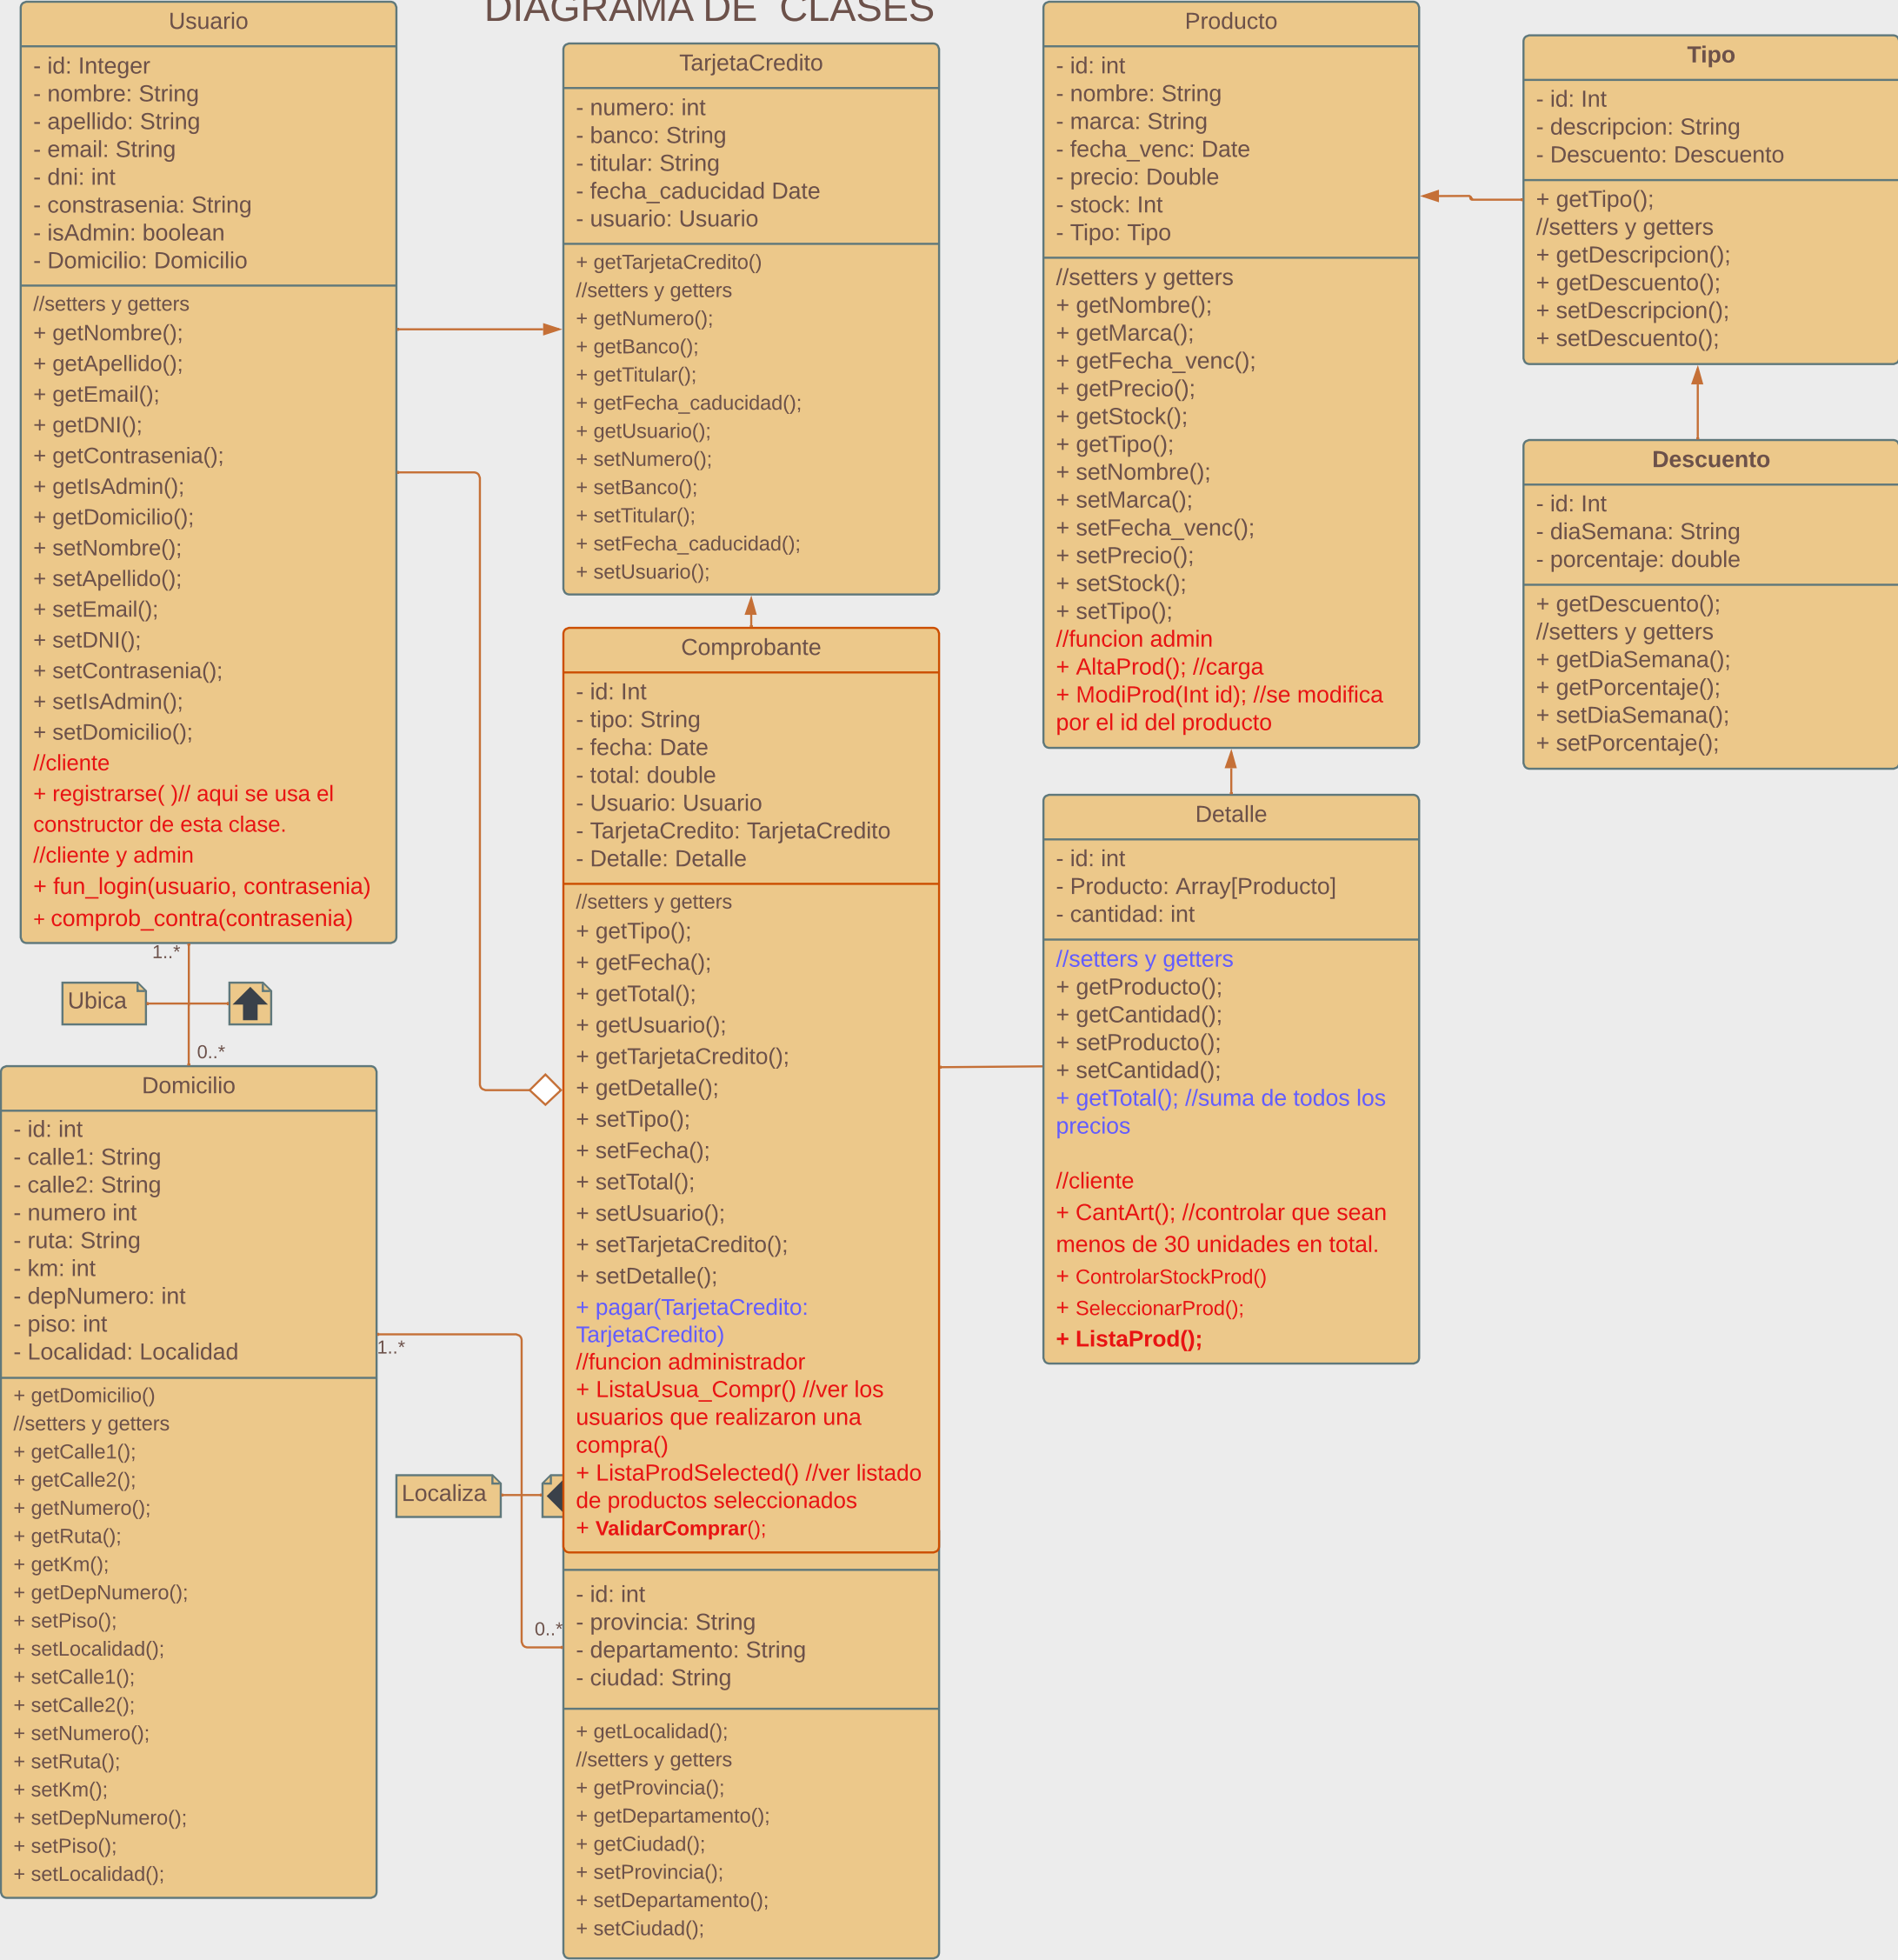 DIAGRAMA DE CLASES
Usuario
- id: Integer
- nombre: String
- apellido: String
- email: String
- dni: int
- constrasenia: String
- isAdmin: boolean
- Domicilio: Domicilio
//setters y getters
+ getNombre();
+ getApellido();
+ getEmail();
+ getDNI();
+ getContrasenia();
+ getIsAdmin();
+ getDomicilio();
+ setNombre();
+ setApellido();
+ setEmail();
+ setDNI();
+ setContrasenia();
+ setIsAdmin();
+ setDomicilio();
//cliente
+ registrarse( )// aqui se usa el
constructor de esta clase.
//cliente y admin
+ fun_login(usuario, contrasenia)
+ comprob_contra(contrasenia)
1..*
Ubica
0..*
Domicilio
- id: int
- calle1: String
- calle2: String
- numero int
- ruta: String
- km: int
- depNumero: int
- piso: int
- Localidad: Localidad
+ getDomicilio()
//setters y getters
+ getCalle1();
+ getCalle2();
+ getNumero();
+ getRuta();
+ getKm();
+ getDepNumero();
+ setPiso();
+ setLocalidad();
+ setCalle1();
+ setCalle2();
+ setNumero();
+ setRuta();
+ setKm();
+ setDepNumero();
+ setPiso();
+ setLocalidad();
1..*
Localiza
0..*
TarjetaCredito
- numero: int
- banco: String
- titular: String
- fecha_caducidad Date
- usuario: Usuario
+ getTarjetaCredito()
//setters y getters
+ getNumero();
+ getBanco();
+ getTitular();
+ getFecha_caducidad();
+ getUsuario();
+ setNumero();
+ setBanco();
+ setTitular();
+ setFecha_caducidad();
+ setUsuario();
Comprobante
- id: Int
- tipo: String
- fecha: Date
- total: double
- Usuario: Usuario
- TarjetaCredito: TarjetaCredito
- Detalle: Detalle
//setters y getters
+ getTipo();
+ getFecha();
+ getTotal();
+ getUsuario();
+ getTarjetaCredito();
+ getDetalle();
+ setTipo();
+ setFecha();
+ setTotal();
+ setUsuario();
+ setTarjetaCredito();
+ setDetalle();
+ pagar(TarjetaCredito:
TarjetaCredito)
//funcion administrador
+ ListaUsua_Compr() //ver los
usuarios que realizaron una
compra()
+ ListaProdSelected() //ver listado
de productos seleccionados
+ ValidarComprar();
- id: int
- provincia: String
- departamento: String
- ciudad: String
+ getLocalidad();
//setters y getters
+ getProvincia();
+ getDepartamento();
+ getCiudad();
+ setProvincia();
+ setDepartamento();
+ setCiudad();
Producto
- id: int
- nombre: String
- marca: String
- fecha_venc: Date
- precio: Double
- stock: Int
- Tipo: Tipo
//setters y getters
+ getNombre();
+ getMarca();
+ getFecha_venc();
+ getPrecio();
+ getStock();
+ getTipo();
+ setNombre();
+ setMarca();
+ setFecha_venc();
+ setPrecio();
+ setStock();
+ setTipo();
//funcion admin
+ AltaProd(); //carga
+ ModiProd(Int id); //se modifica
por el id del producto
Detalle
- id: int
- Producto: Array[Producto]
- cantidad: int
//setters y getters
+ getProducto();
+ getCantidad();
+ setProducto();
+ setCantidad();
+ getTotal(); //suma de todos los
precios
//cliente
+ CantArt(); //controlar que sean
menos de 30 unidades en total.
+ ControlarStockProd()
+ SeleccionarProd();
+ ListaProd();
Tipo
- id: Int
- descripcion: String
- Descuento: Descuento
+ getTipo();
//setters y getters
+ getDescripcion();
+ getDescuento();
+ setDescripcion();
+ setDescuento();
Descuento
- id: Int
- diaSemana: String
- porcentaje: double
+ getDescuento();
//setters y getters
+ getDiaSemana();
+ getPorcentaje();
+ setDiaSemana();
+ setPorcentaje();